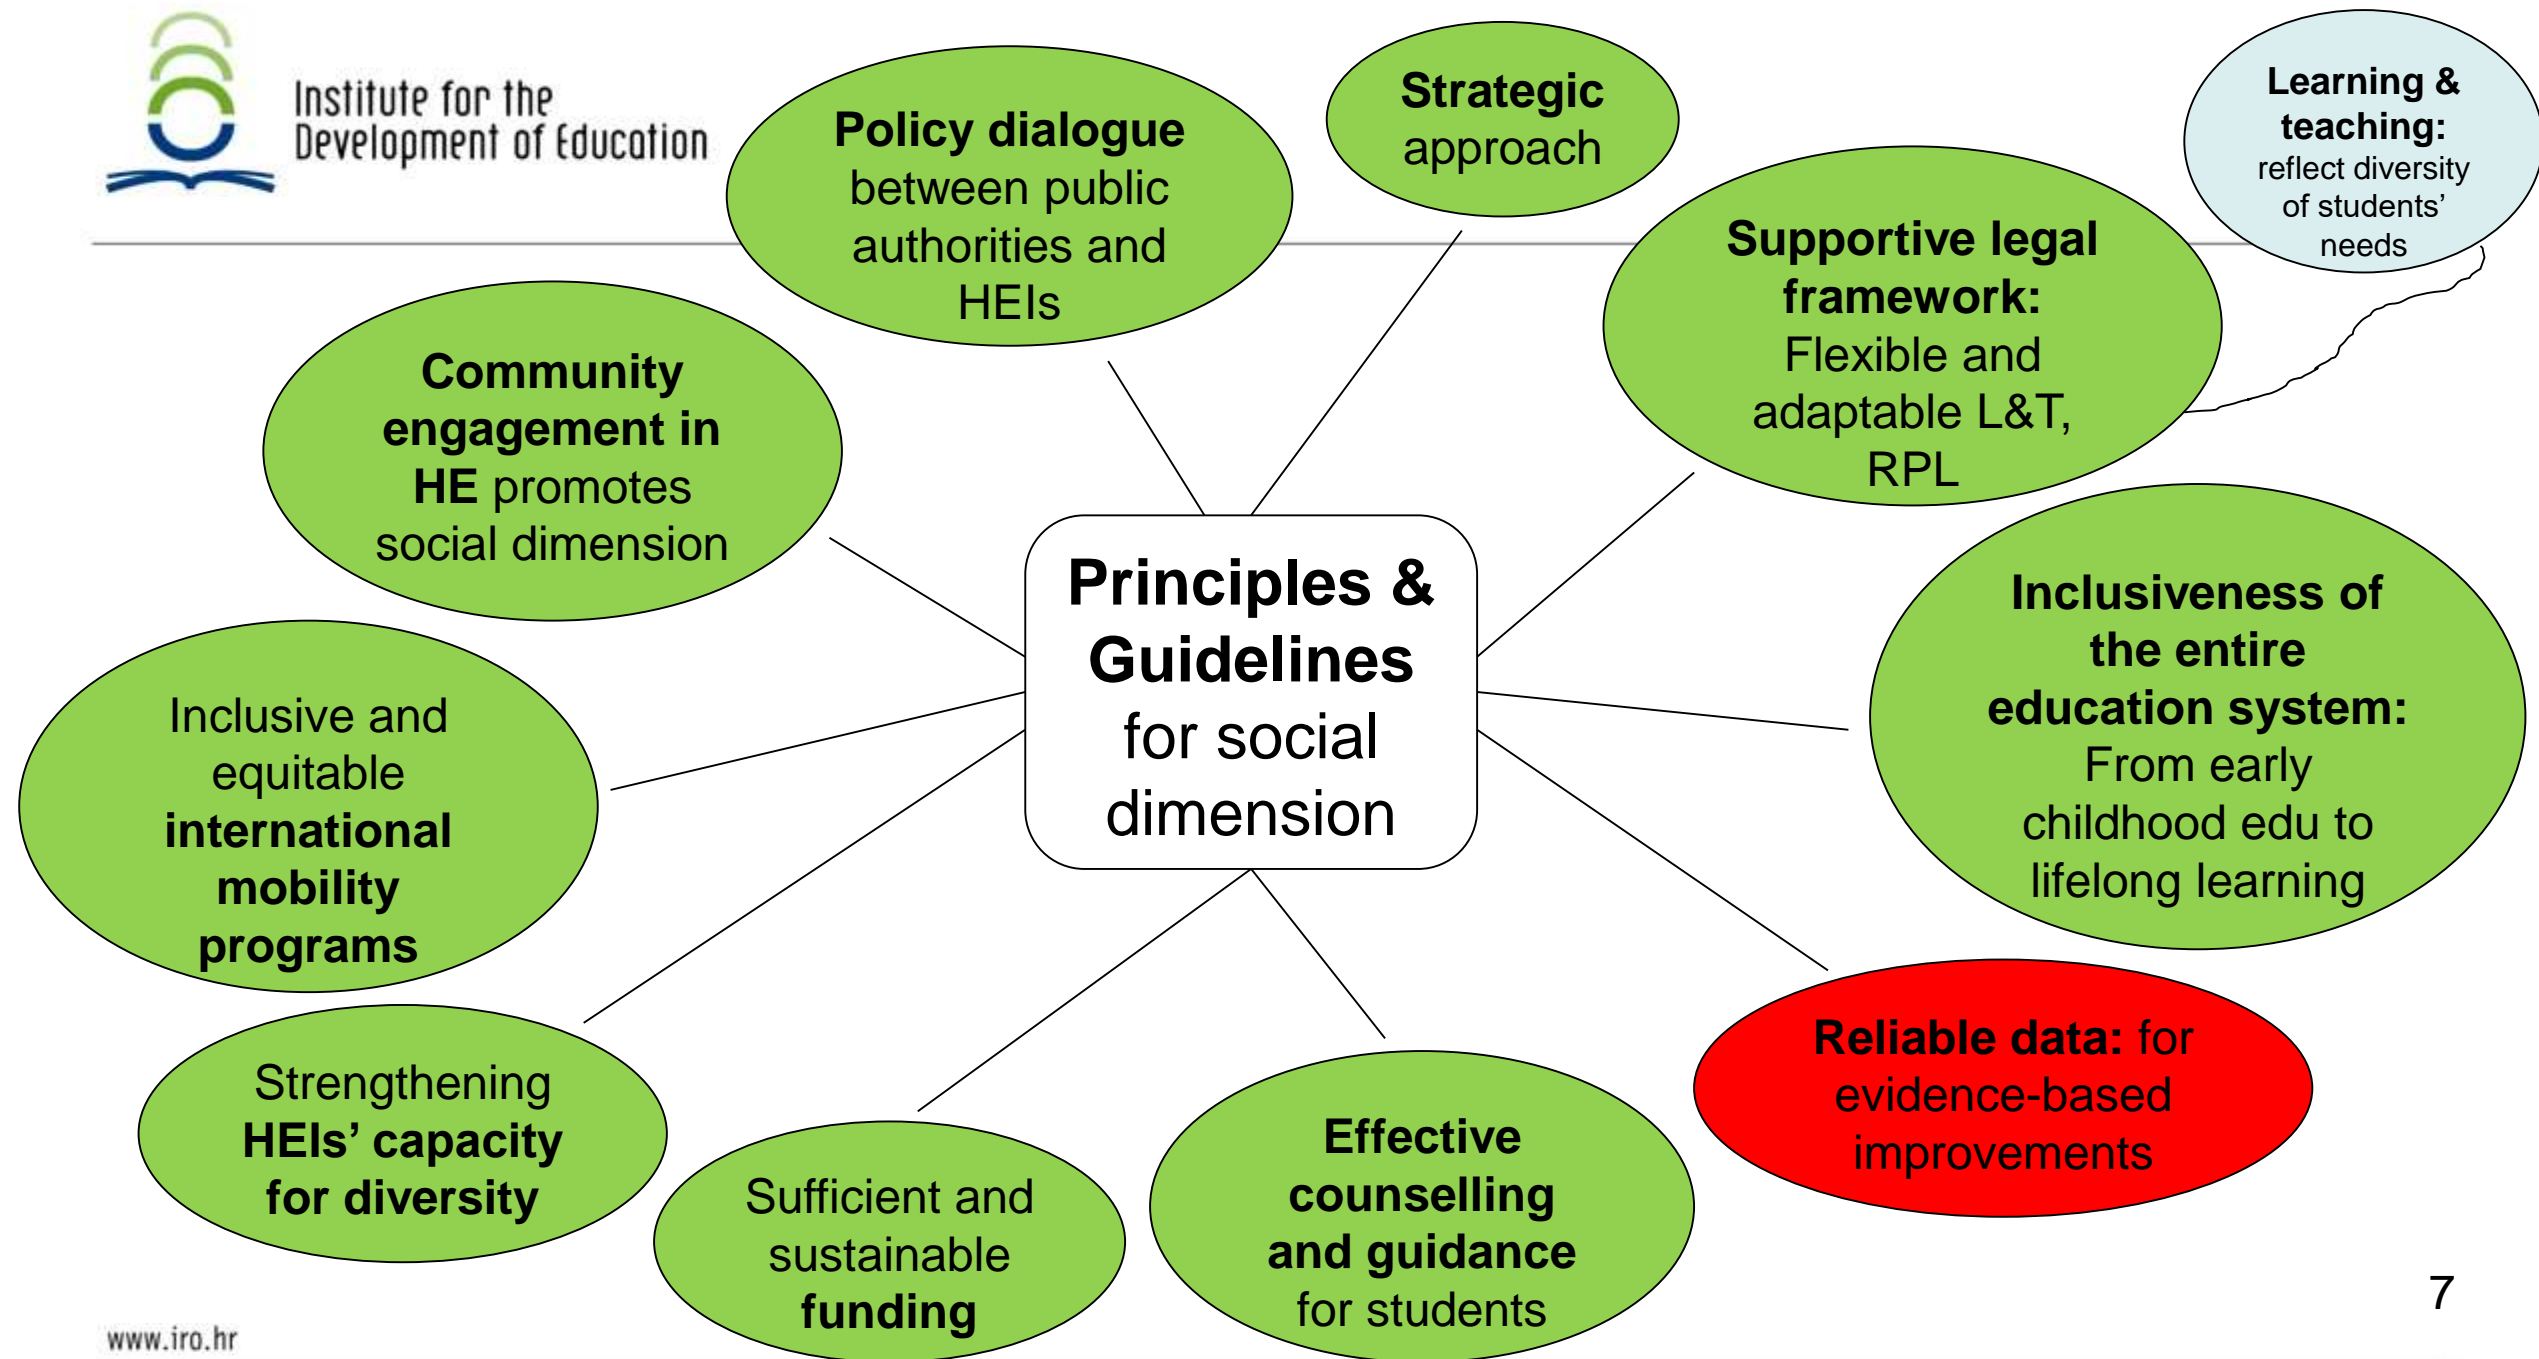 Institute for the
Development of Education
Policy dialogue
between public
authorities and
HEIs
Strategic
approach
Learning &
teaching:
reflect diversity
of students’
needs
Supportive legal
framework:
Flexible and
adaptable L&T,
RPL
Community
engagement in
HE promotes
social dimension
Principles &
Guidelines
for social
dimension
Inclusiveness of
the entire
education system:
From early
childhood edu to
lifelong learning
Inclusive and
equitable
international
mobility
programs
Reliable data: for
evidence-based
improvements
Strengthening
HEIs’ capacity
for diversity
Sufficient and
sustainable
funding
Effective
counselling
and guidance
for students
7
www.iro.hr